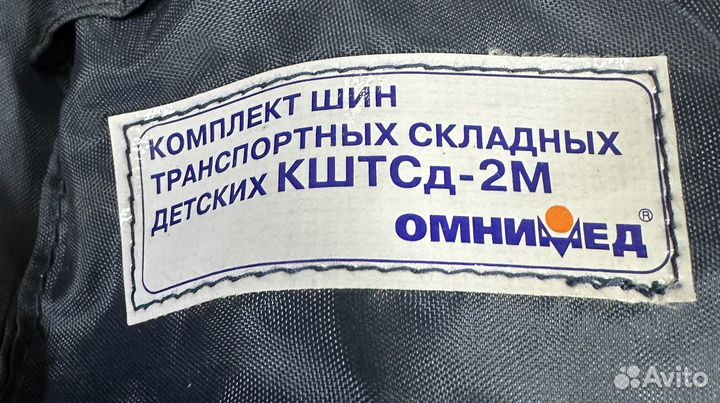 КОМПЛЕКТ ШИН
ТРАНСПОРТНЫХ СКЛАДНЫХ
ДЕТСКИХ КШТСд-2М
ОМНИМЕД®
Avito